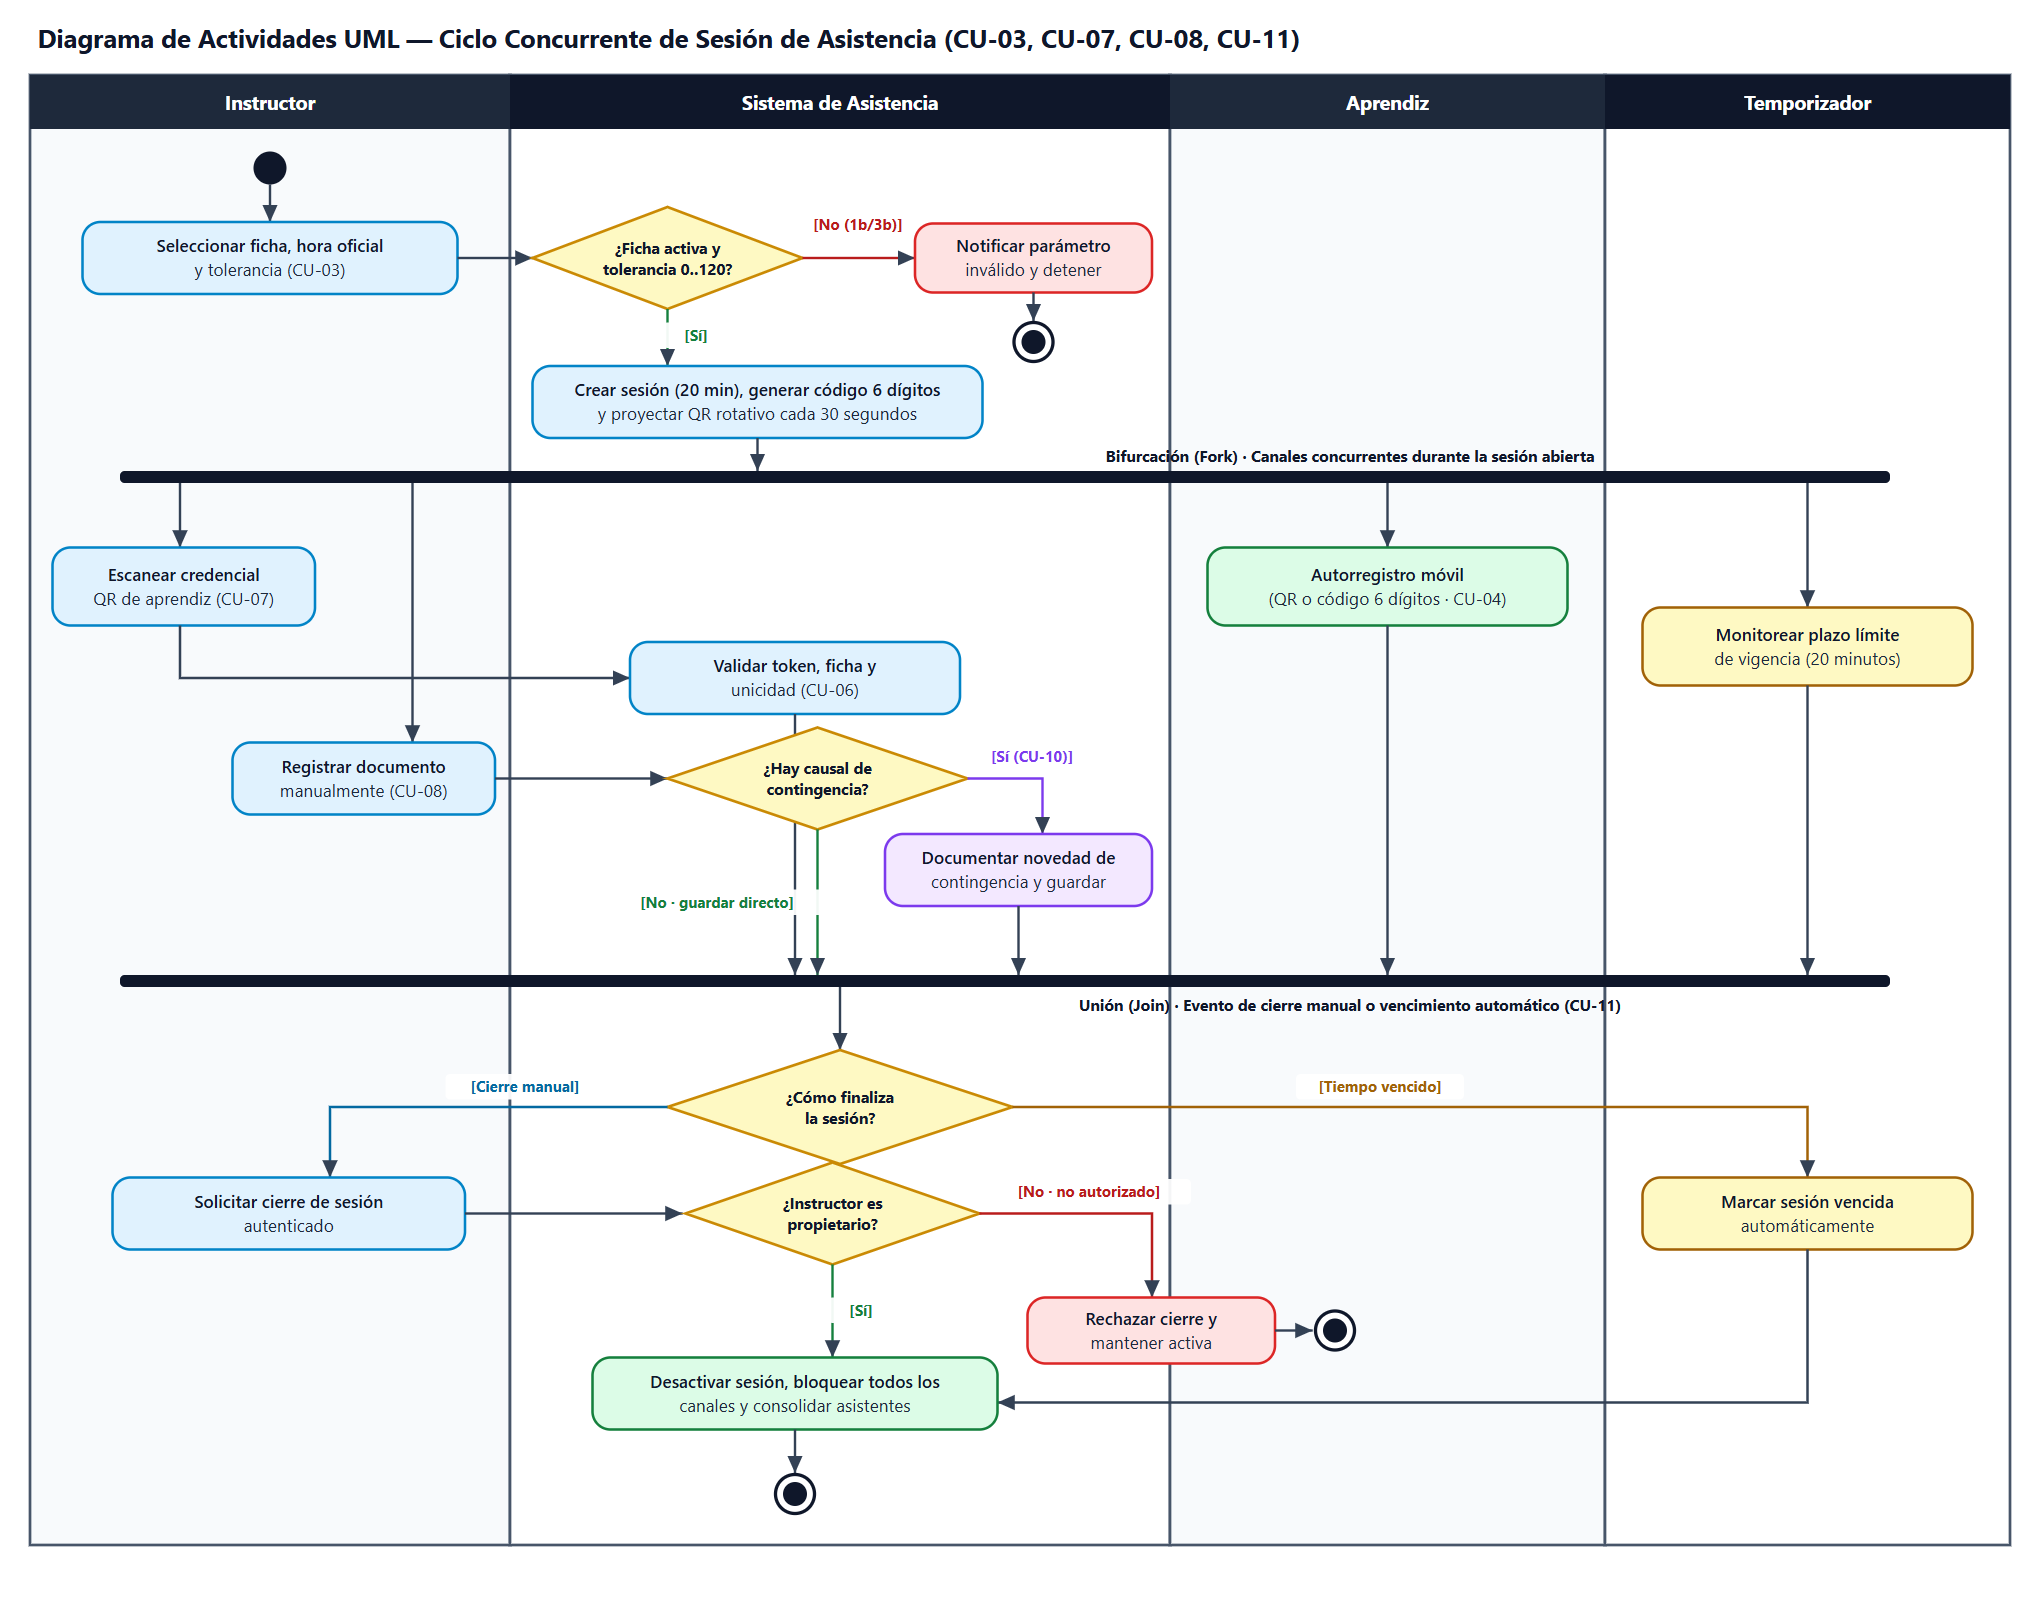 Diagrama de Actividades UML — Ciclo Concurrente de Sesión de Asistencia (CU-03, CU-07, CU-08, CU-11)
Instructor
Sistema de Asistencia
Aprendiz
Temporizador
Seleccionar ficha, hora oficial
y tolerancia (CU-03)
¿Ficha activa y
tolerancia 0..120?
[No (1b/3b)]
Notificar parámetro
inválido y detener
[Sí]
Crear sesión (20 min), generar código 6 dígitos
y proyectar QR rotativo cada 30 segundos
Bifurcación (Fork) · Canales concurrentes durante la sesión abierta
Escanear credencial
QR de aprendiz (CU-07)
Autorregistro móvil
(QR o código 6 dígitos · CU-04)
Monitorear plazo límite
de vigencia (20 minutos)
Validar token, ficha y
unicidad (CU-06)
Registrar documento
manualmente (CU-08)
¿Hay causal de
contingencia?
[Sí (CU-10)]
Documentar novedad de
contingencia y guardar
[No · guardar directo]
Unión (Join) · Evento de cierre manual o vencimiento automático (CU-11)
[Cierre manual]
¿Cómo finaliza
la sesión?
[Tiempo vencido]
Solicitar cierre de sesión
autenticado
¿Instructor es
propietario?
[No · no autorizado]
Marcar sesión vencida
automáticamente
[Sí]
Rechazar cierre y
mantener activa
Desactivar sesión, bloquear todos los
canales y consolidar asistentes